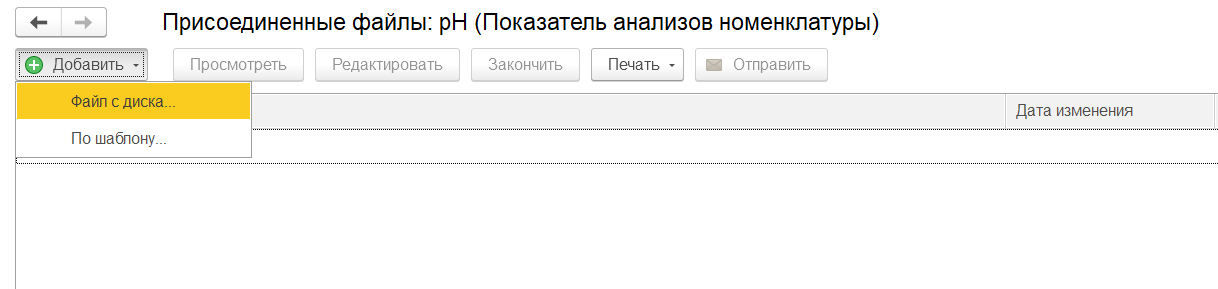 Присоединенные файлы: pH (Показатель анализов номенклатуры)
Добавить Просмотреть Редактировать Закончить Печать Отправить
Файл с диска... Дата изменения
По шаблону...